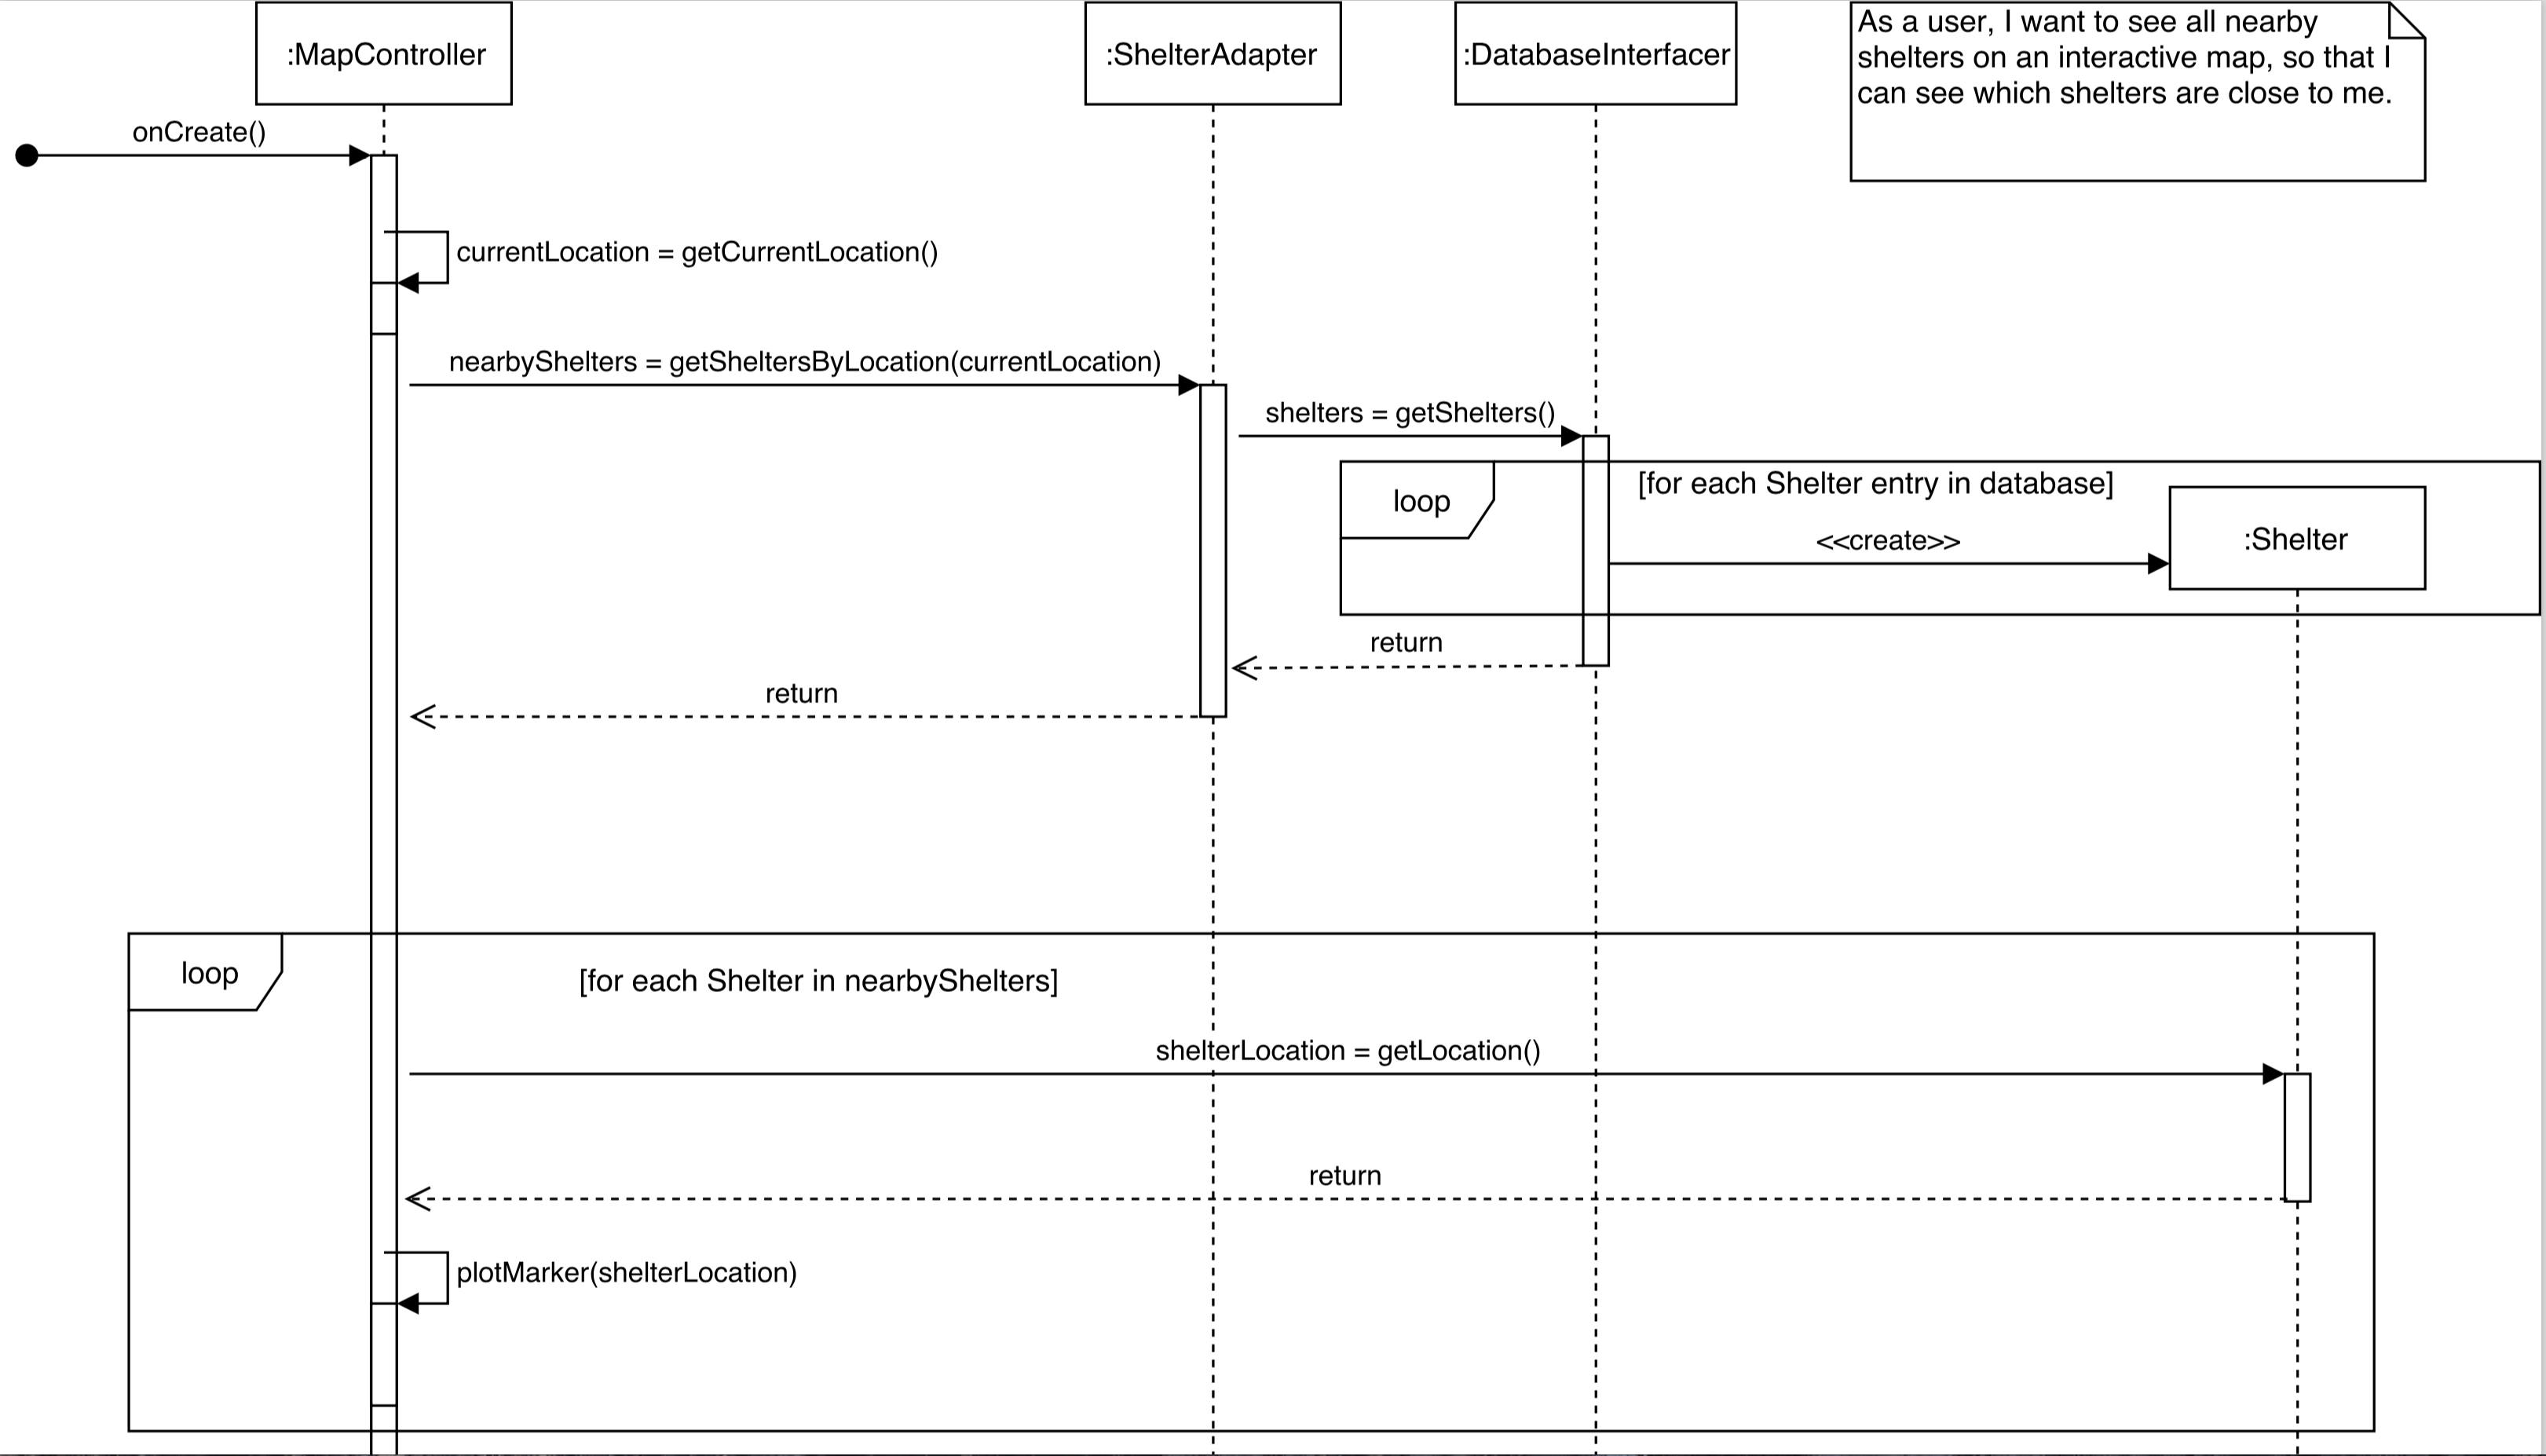 :MapController
:ShelterAdapter
:DatabaseInterfacer
As a user, I want to see all nearby
shelters on an interactive map, so that I
can see which shelters are close to me.
onCreate()
currentLocation = getCurrentLocation()
nearbyShelters = getSheltersByLocation(currentLocation)
shelters = getShelters()
loop
[for each Shelter entry in database]
<<create>>
:Shelter
return
return
loop
[for each Shelter in nearbyShelters]
shelterLocation = getLocation()
return
plotMarker(shelterLocation)